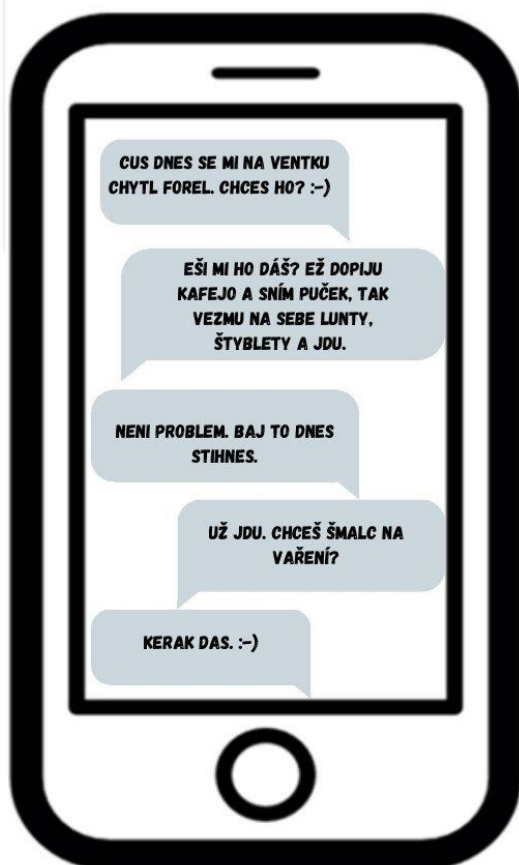 CUS DNES SE MI NA VENTKU
CHYTL FOREL. CHCES HO? :-)
EŠI MI HO DÁŠ? EŽ DOPIJU
KAFEJO A SNÍM PUČEK, TAK
VEZMU NA SEBE LUNTY,
ŠTYBLETY A JDU.
NENI PROBLEM. BAJ TO DNES
STIHNES.
UŽ JDU. CHCEŠ ŠMALC NA
VAŘENÍ?
KERAK DAS. :-)